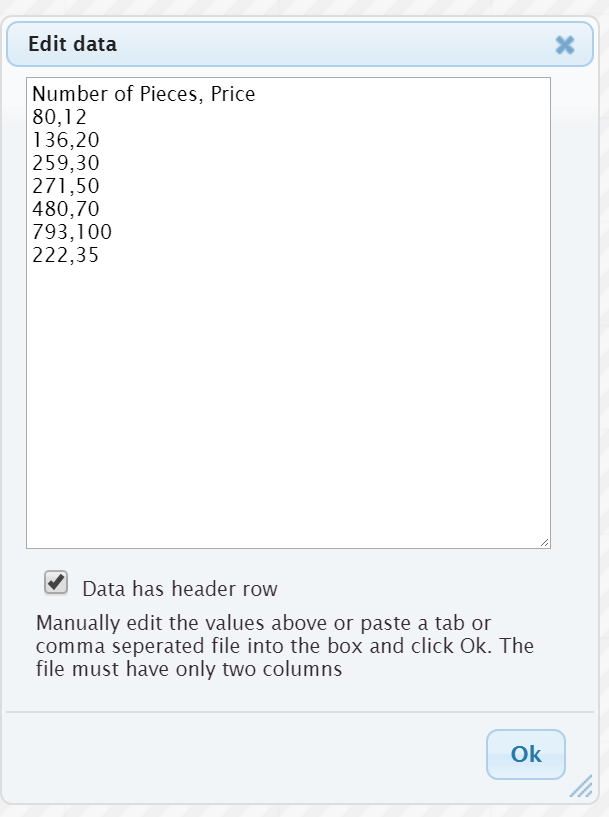 Edit data
Number of Pieces, Price
80,12
136,20
259,30
271,50
480,70
793,100
222,35
Data has header row
Manually edit the values above or paste a tab or
comma seperated file into the box and click Ok. The
file must have only two columns
Ok